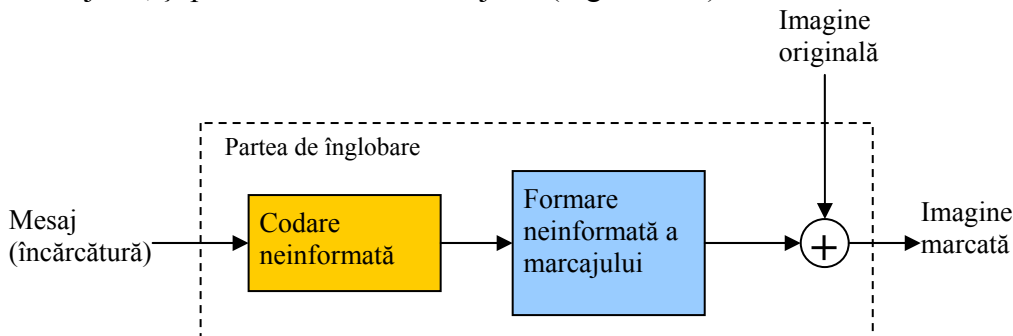 Imagine
originală
Partea de înglobare
Mesaj
(încărcătură)
Codare
neinformată
Formare
neinformată a
marcajului
+
Imagine
marcată